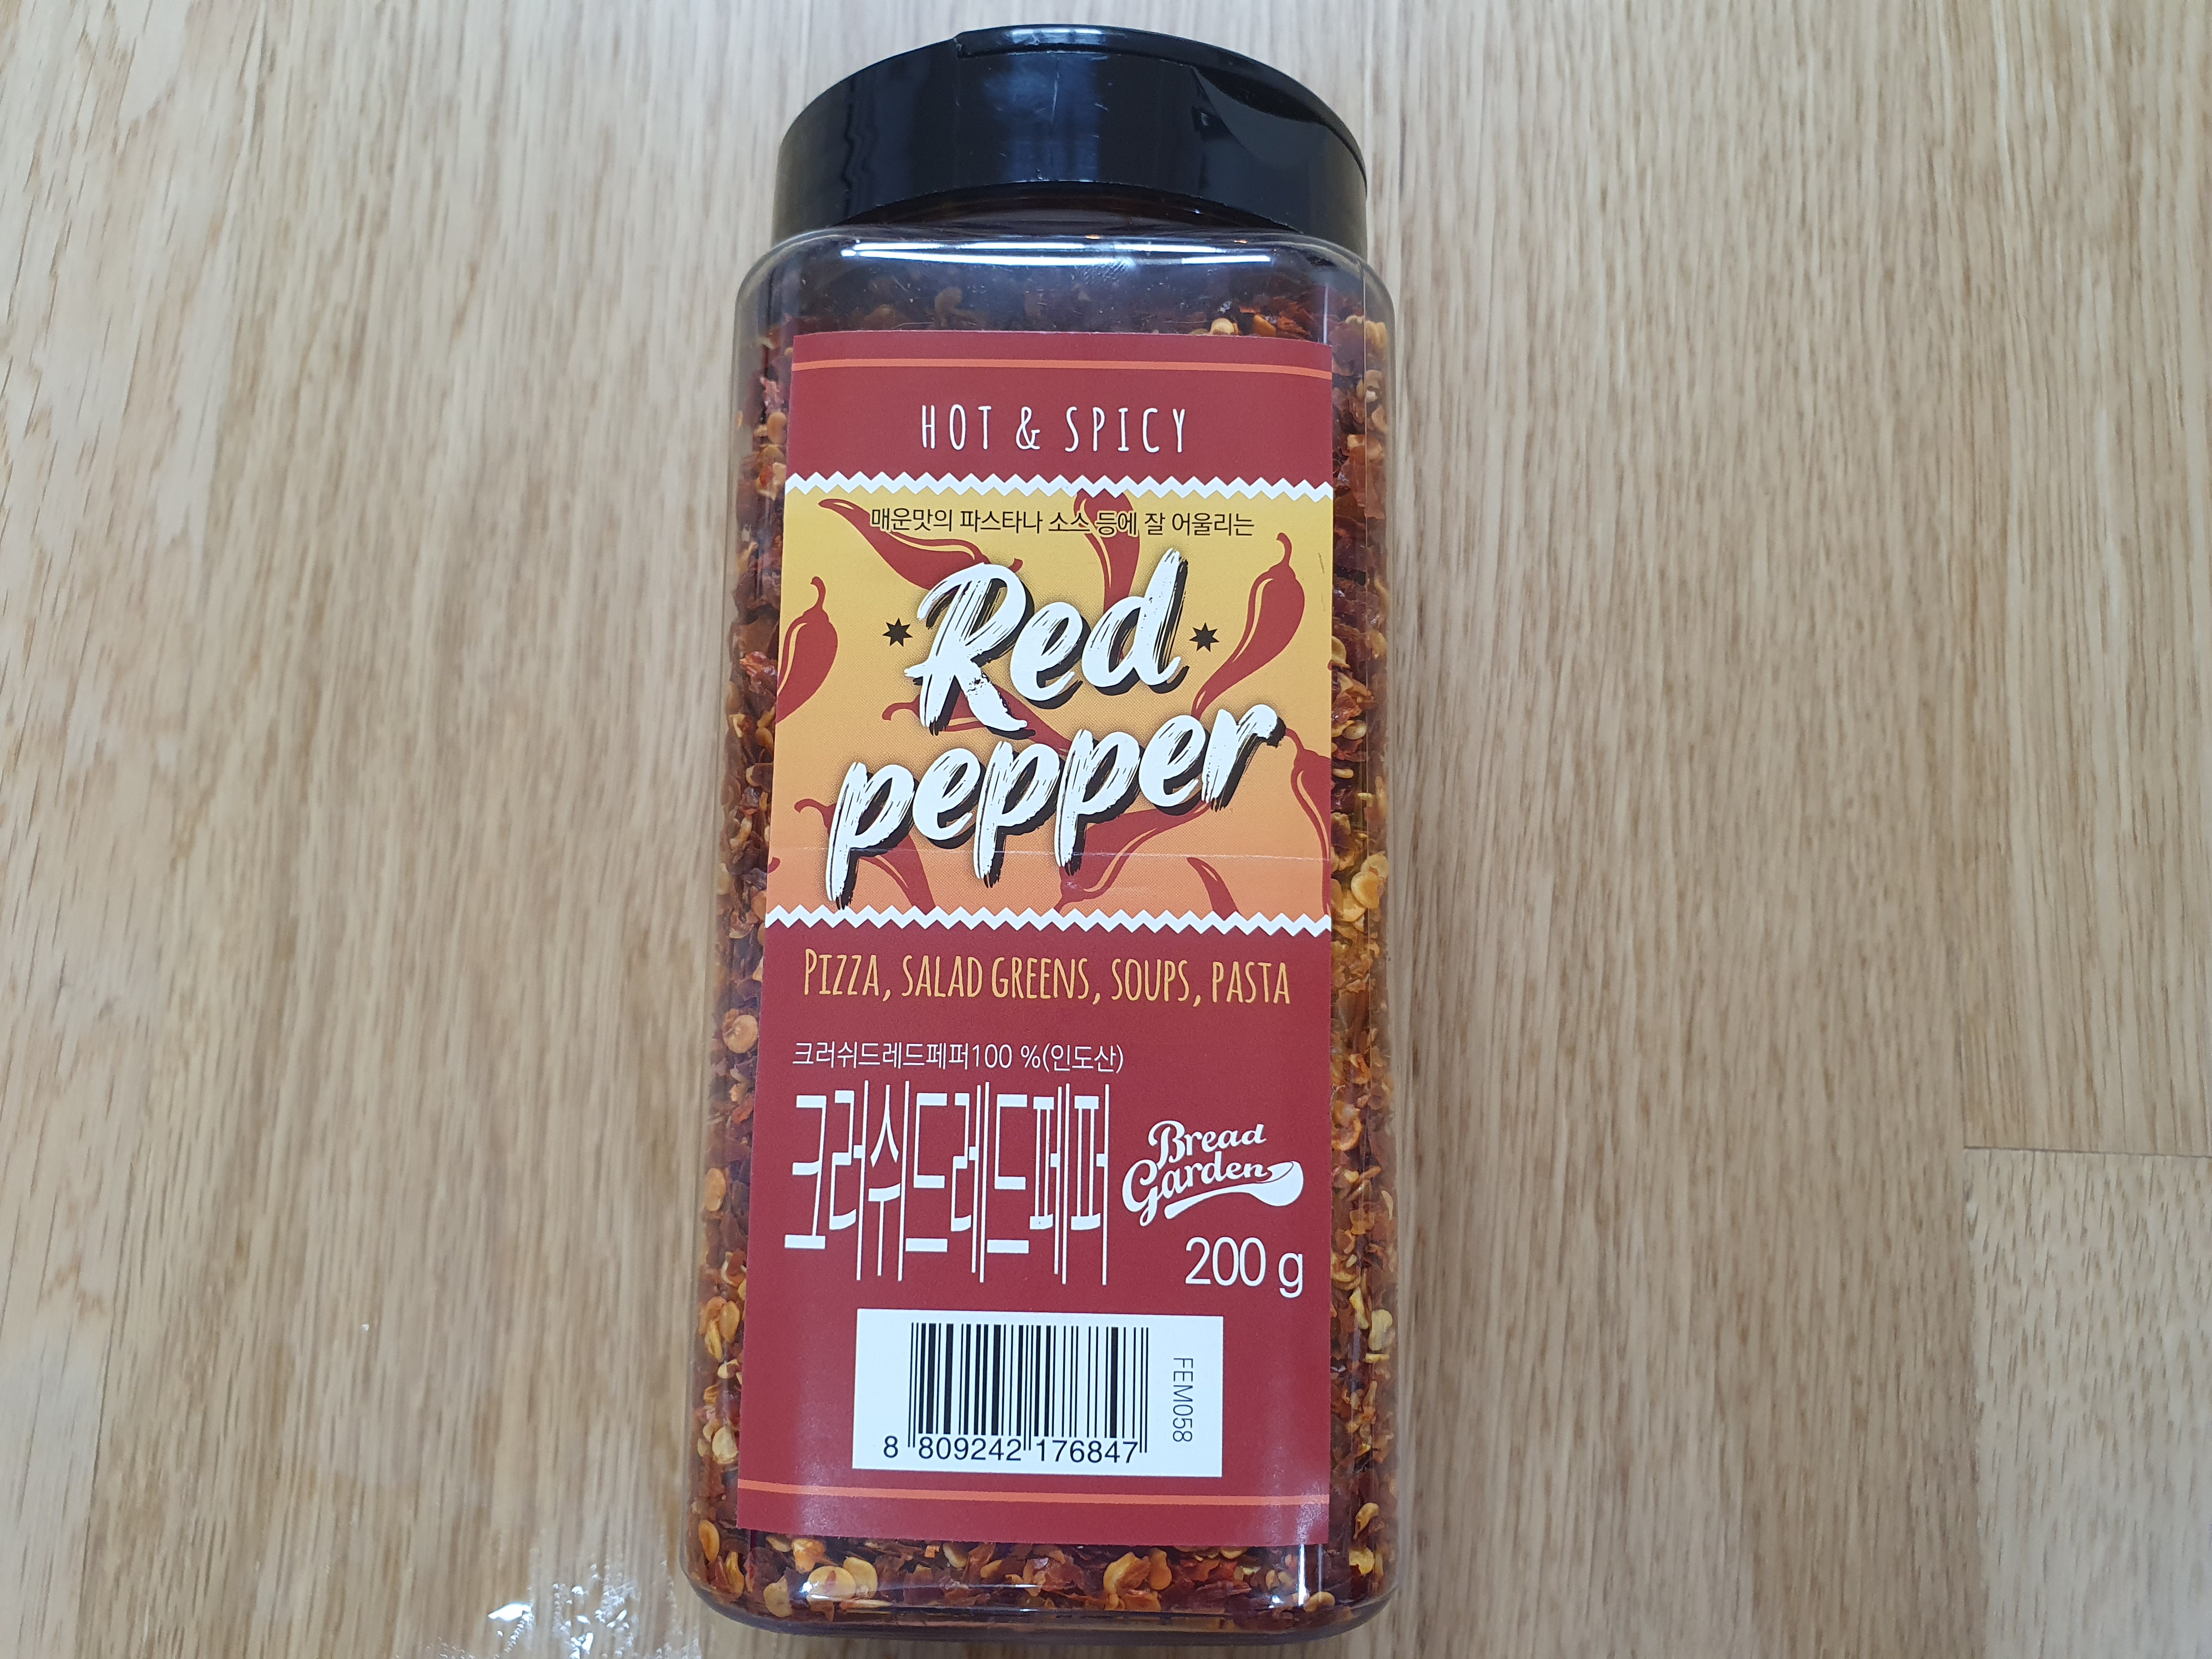 HOT & SPICY
매운맛의 파스타나 소스 등에 잘 어울리는
Red
pepper
PIZZA, SALAD GREENS, SOUPS, PASTA
크러쉬드레드페퍼100 %(인도산)
크러쉬드레드페퍼
Bread
Garden
200 g
FEM058
8 809242 176847